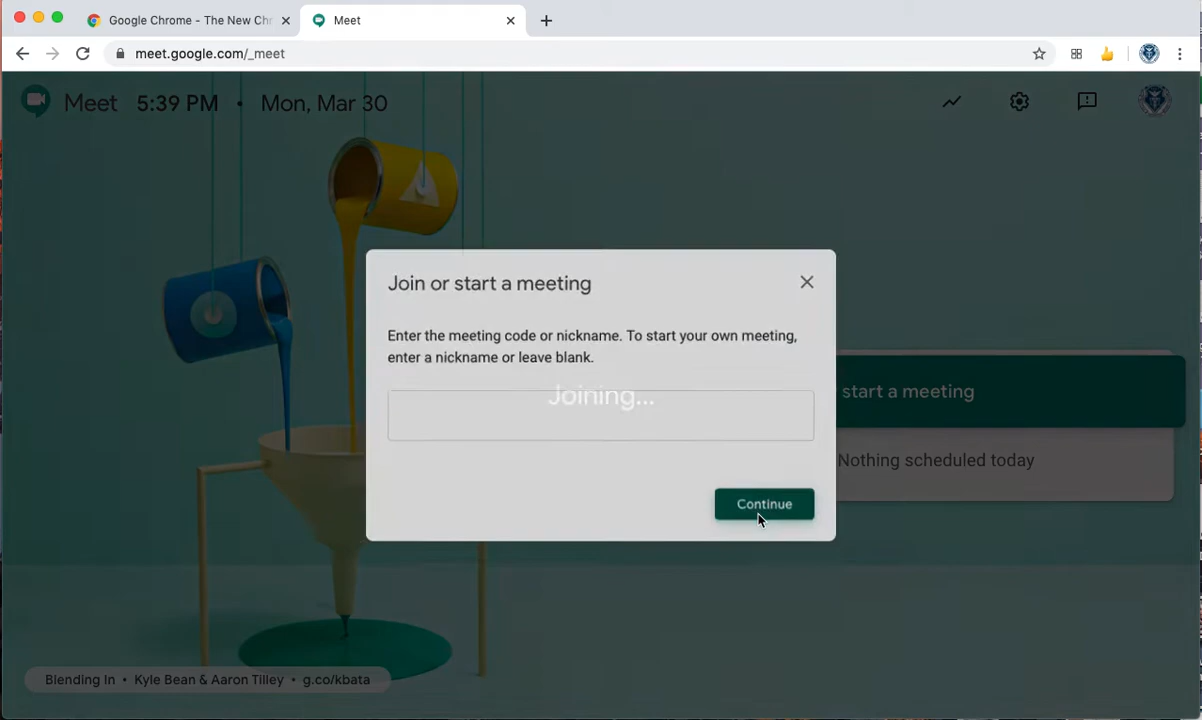 Google Chrome - The New Chr
Meet
meet.google.com/_meet
Meet 5:39 PM • Mon, Mar 30
Join or start a meeting
Enter the meeting code or nickname. To start your own meeting,
enter a nickname or leave blank.
Joining...
start a meeting
Nothing scheduled today
Continue
Blending In • Kyle Bean & Aaron Tilley • g.co/kbata